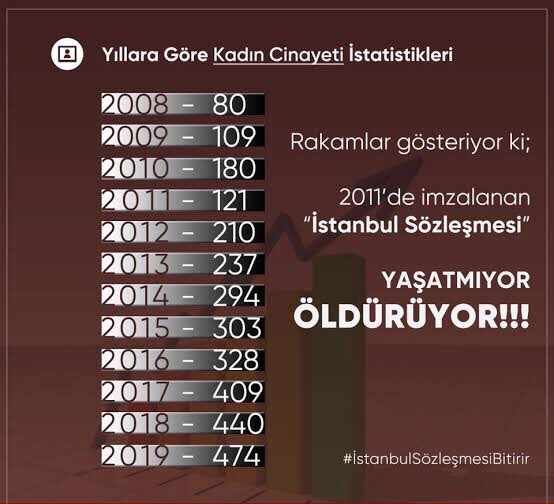 Yıllara Göre Kadın Cinayeti İstatistikleri
2008 - 80
2009 - 109
2010 - 180
2011 - 121
2012 - 210
2013 - 237
2014 - 294
2015 - 303
2016 - 328
2017 - 409
2018 - 440
2019 - 474
Rakamlar gösteriyor ki;
2011’de imzalanan
“İstanbul Sözleşmesi”
YAŞATMIYOR
ÖLDÜRÜYOR!!!
#İstanbulSözleşmesiBitirir